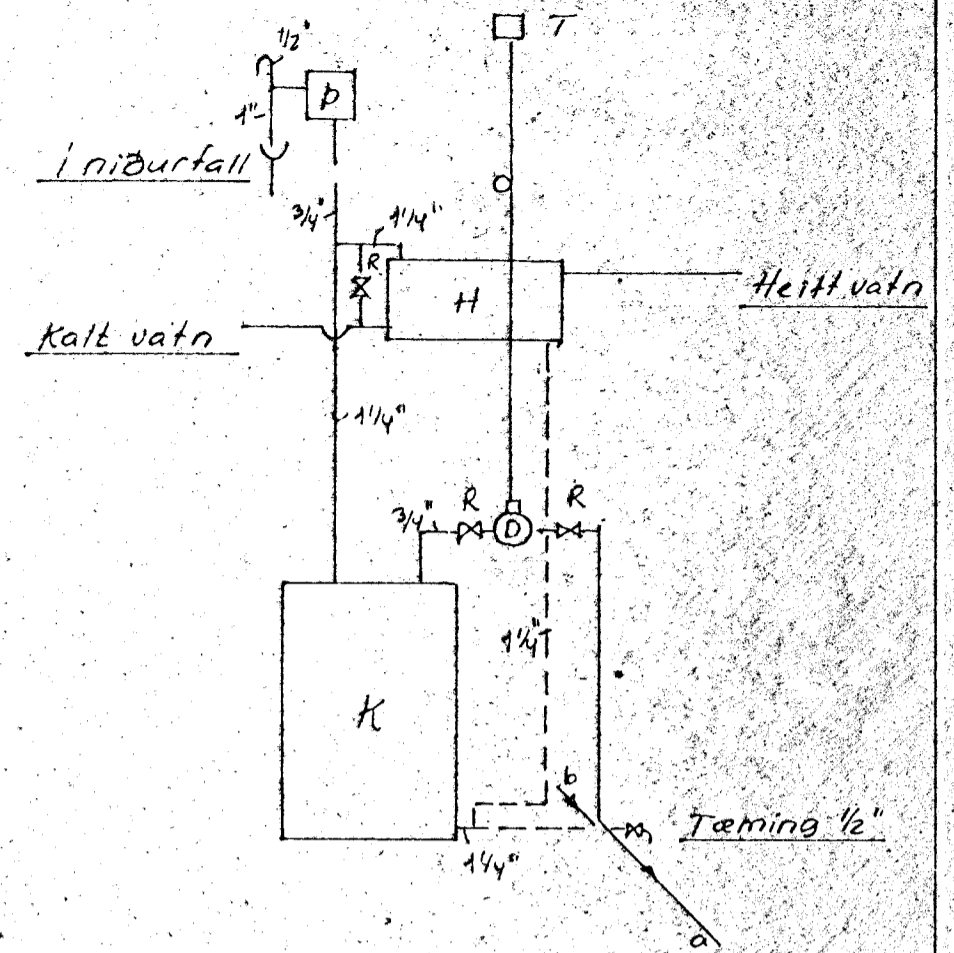 1/2"
T
Þ
1"
í niðurfall
3/4"
1 1/4"
R
H
Heitt vatn
Kalt vatn
1 1/4"
R
R
3/4"
D
1 1/4"
K
b
Tæming 1/2"
1 1/4"
a